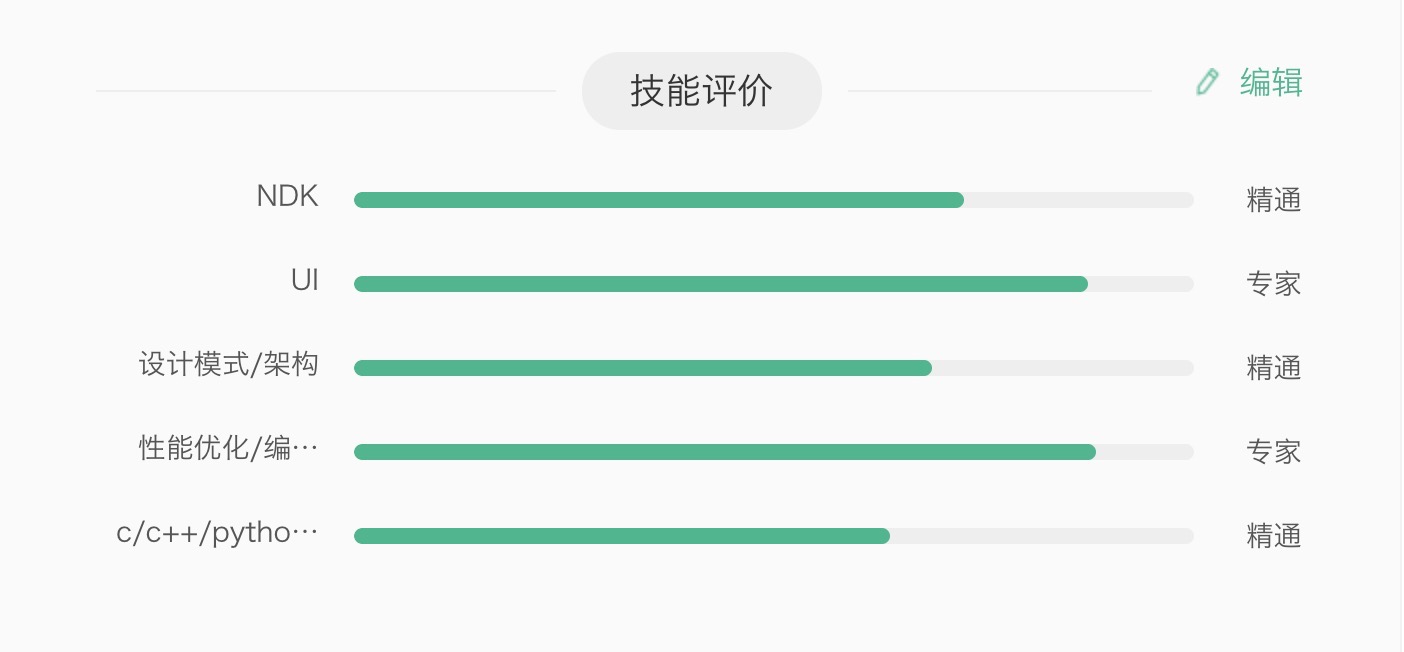 技能评价
编辑
NDK 精通
UI 专家
设计模式/架构 精通
性能优化/编… 专家
c/c++/pytho… 精通